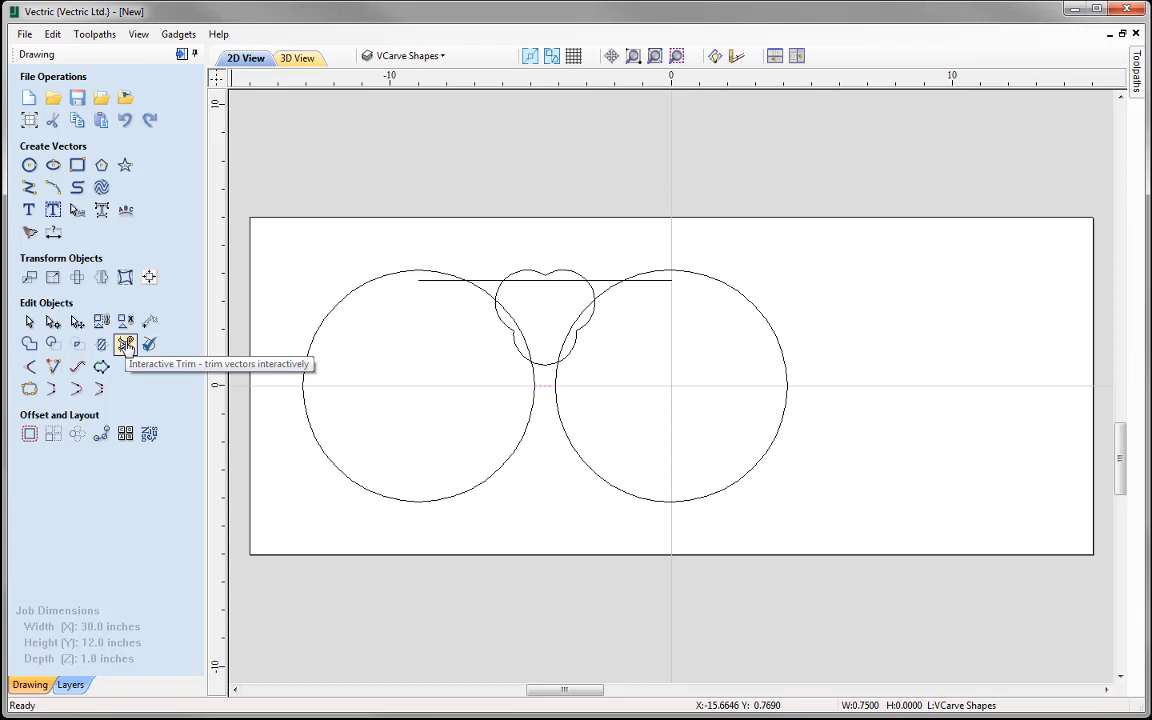 Vectric {Vectric Ltd.} - [New]
File Edit Toolpaths View Gadgets Help
Drawing
2D View
3D View
VCarve Shapes
Toolpaths
File Operations
-10 0 10
10
0
-10
Create Vectors
Transform Objects
Edit Objects
Interactive Trim - trim vectors interactively
Offset and Layout
Job Dimensions
Width [X]: 30.0 inches
Height [Y]: 12.0 inches
Depth [Z]: 1.0 inches
Drawing Layers
Ready
X:-15.6646 Y: 0.7690
W:0.7500 H:0.0000 L:VCarve Shapes